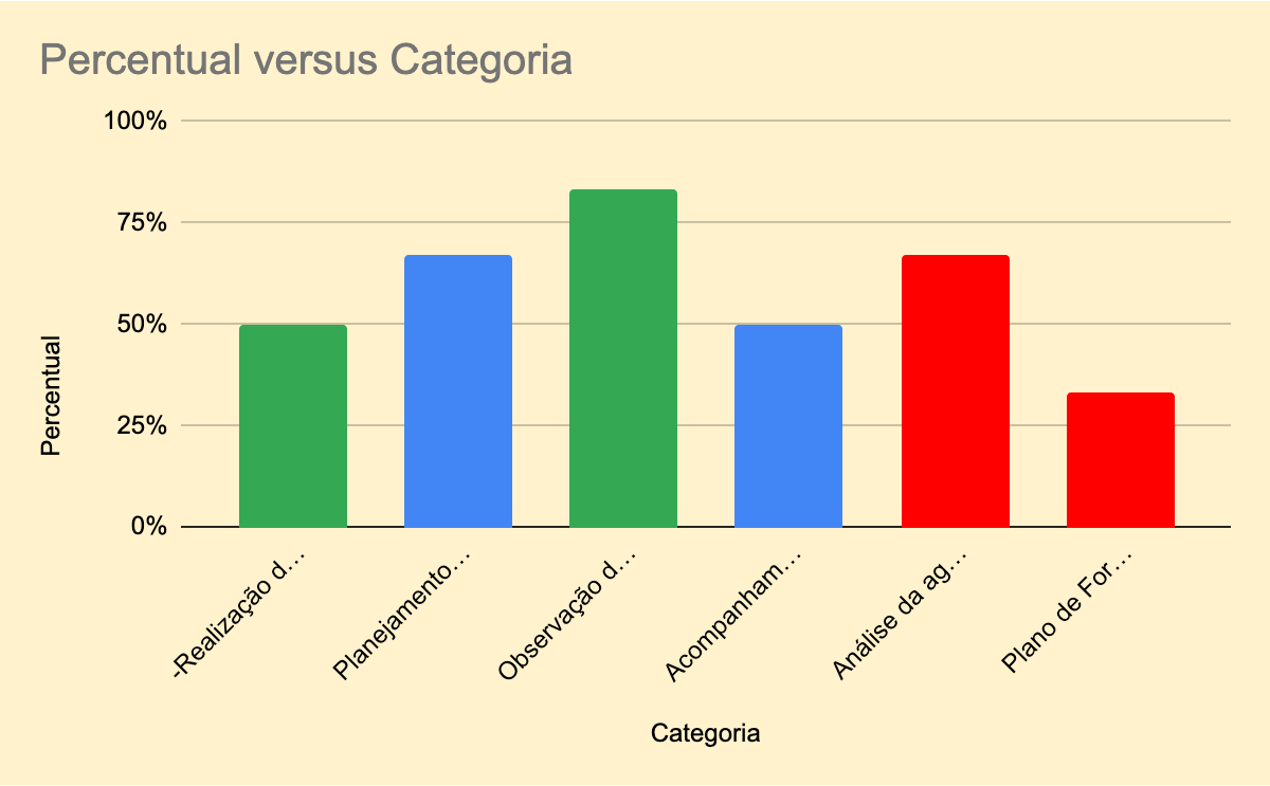 Percentual versus Categoria
100%
75%
50%
25%
0%
Percentual
-Realização d...
Planejamento...
Observação d...
Acompanham...
Análise da ag...
Plano de For...
Categoria